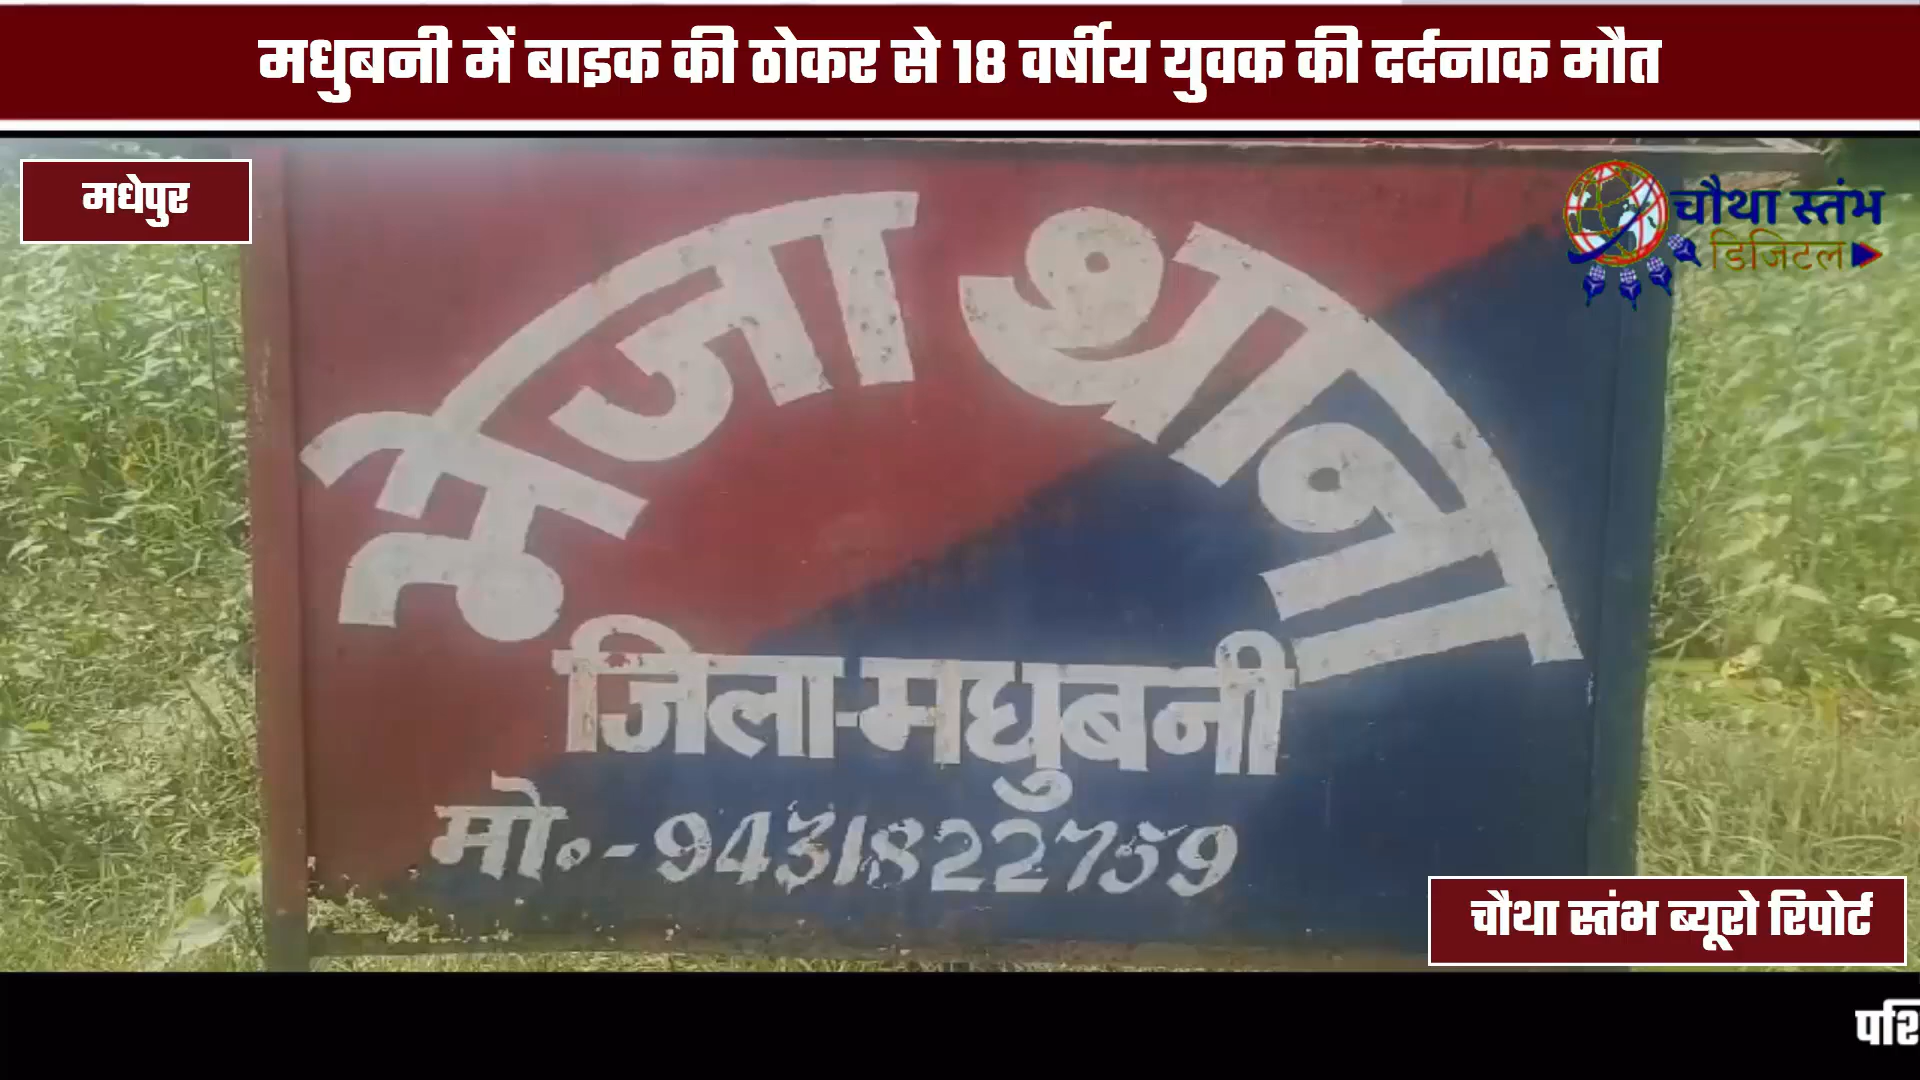 मधुबनी में बाइक की ठोकर से 18 वर्षीय युवक की दर्दनाक मौत
मधेपुर
चौथा स्तंभ
डिजिटल
थाना
जिला-मधुबनी
मो०-9431822759
चौथा स्तंभ ब्यूरो रिपोर्ट